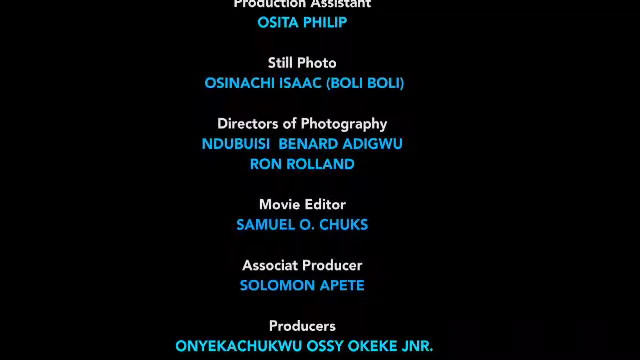 Production Assistant
OSITA PHILIP
Still Photo
OSINACHI ISAAC (BOLI BOLI)
Directors of Photography
NDUBUISI BENARD ADIGWU
RON ROLLAND
Movie Editor
SAMUEL O. CHUKS
Associat Producer
SOLOMON APETE
Producers
ONYEKACHUKWU OSSY OKEKE JNR.